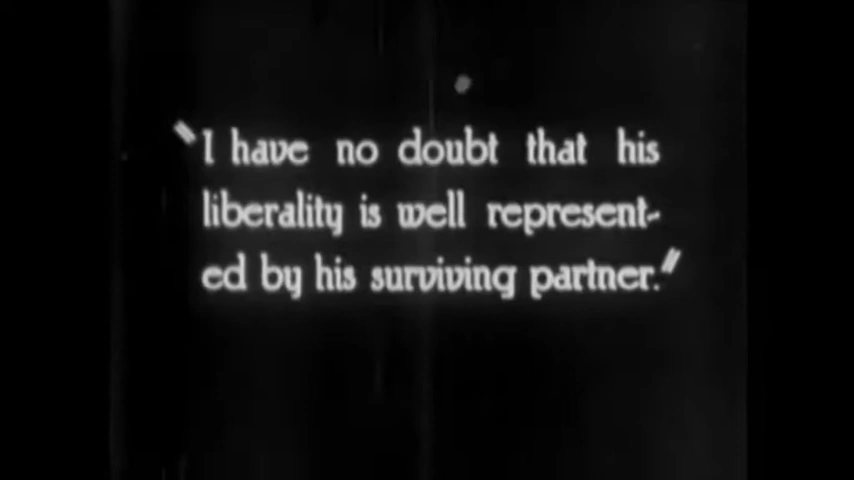 "I have no doubt that his
liberality is well represent-
ed by his surviving partner."